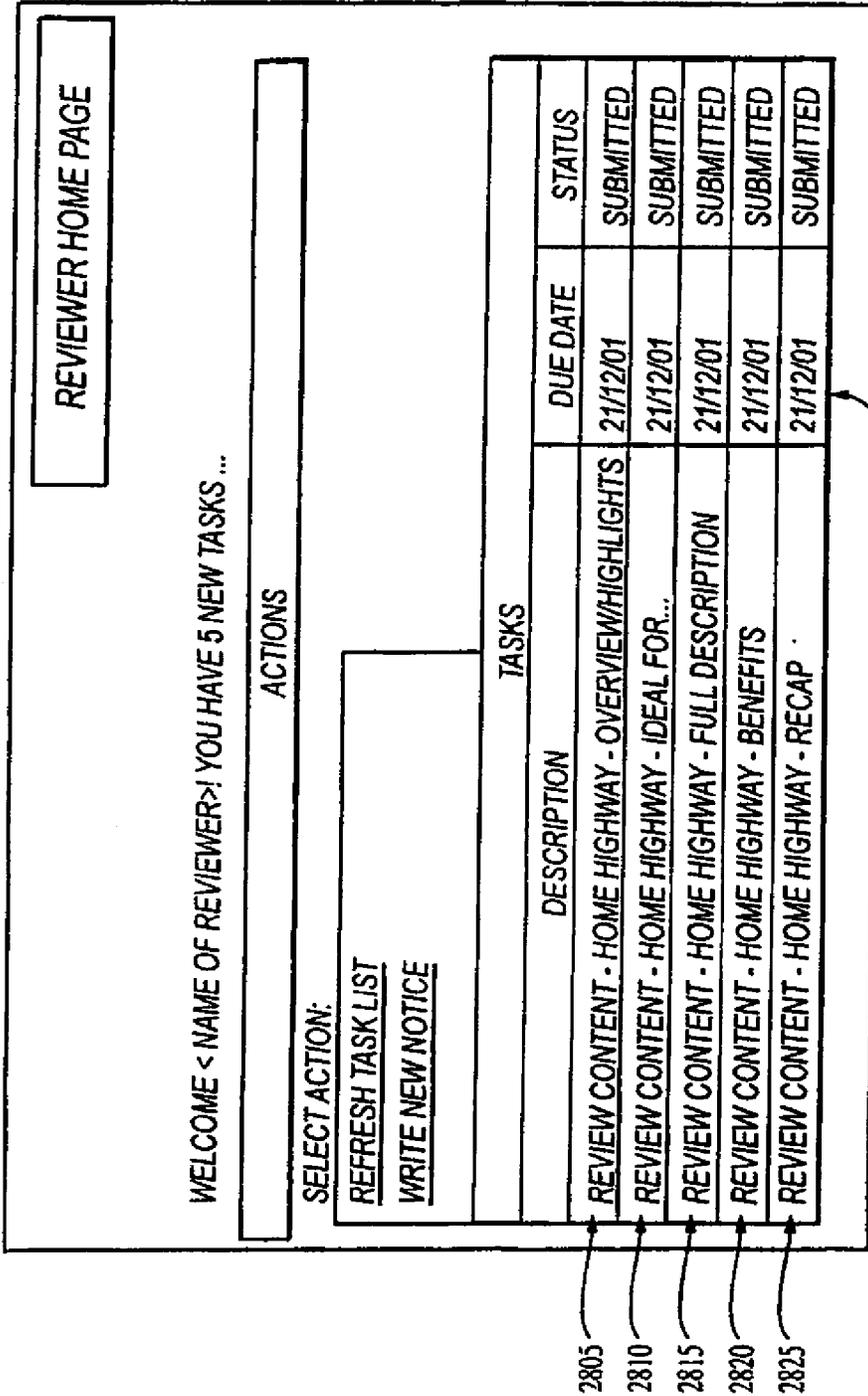 REVIEWER HOME PAGE
WELCOME < NAME OF REVIEWER>! YOU HAVE 5 NEW TASKS ...
ACTIONS
SELECT ACTION:
REFRESH TASK LIST
WRITE NEW NOTICE
TASKS
DESCRIPTION DUE DATE STATUS
2805 REVIEW CONTENT - HOME HIGHWAY - OVERVIEW/HIGHLIGHTS 21/12/01 SUBMITTED
2810 REVIEW CONTENT - HOME HIGHWAY - IDEAL FOR... 21/12/01 SUBMITTED
2815 REVIEW CONTENT - HOME HIGHWAY - FULL DESCRIPTION 21/12/01 SUBMITTED
2820 REVIEW CONTENT - HOME HIGHWAY - BENEFITS 21/12/01 SUBMITTED
2825 REVIEW CONTENT - HOME HIGHWAY - RECAP 21/12/01 SUBMITTED